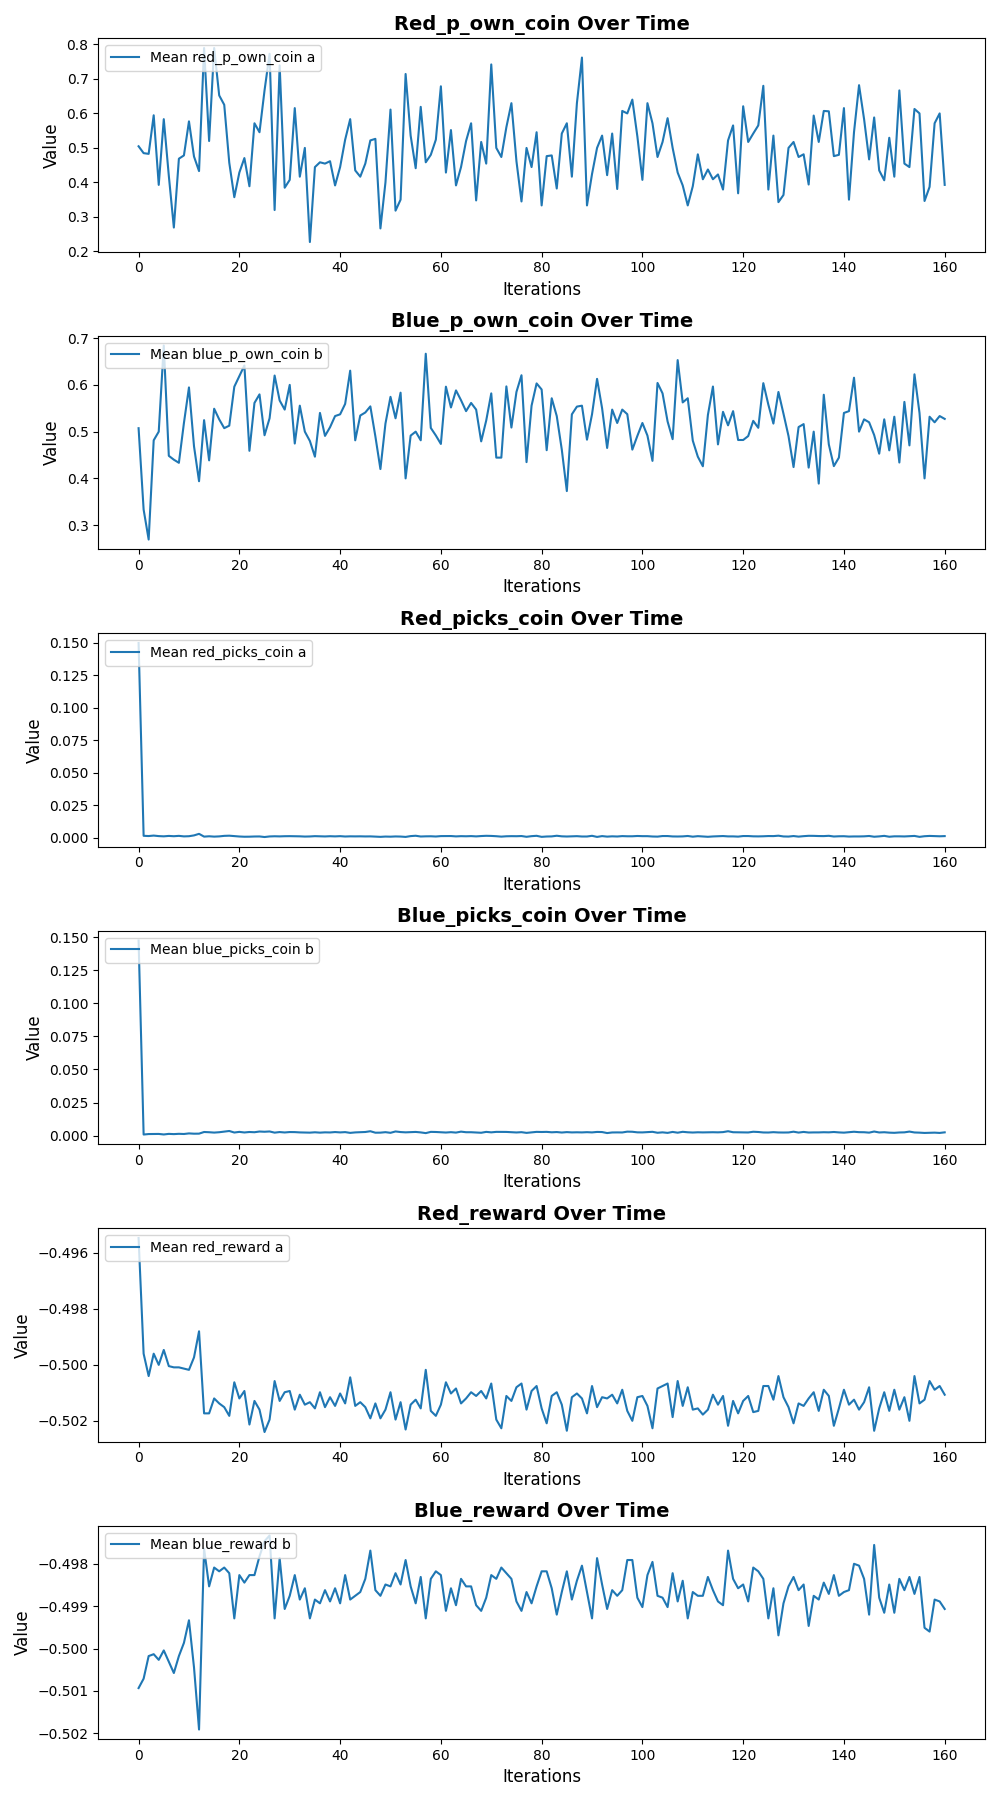 Red_p_own_coin Over Time
Mean red_p_own_coin a
0.8
0.7
0.6
0.5
0.4
0.3
0.2
Value
0 20 40 60 80 100 120 140 160
Iterations
Blue_p_own_coin Over Time
Mean blue_p_own_coin b
0.7
0.6
0.5
0.4
0.3
Value
0 20 40 60 80 100 120 140 160
Iterations
Red_picks_coin Over Time
Mean red_picks_coin a
0.150
0.125
0.100
0.075
0.050
0.025
0.000
Value
0 20 40 60 80 100 120 140 160
Iterations
Blue_picks_coin Over Time
Mean blue_picks_coin b
0.150
0.125
0.100
0.075
0.050
0.025
0.000
Value
0 20 40 60 80 100 120 140 160
Iterations
Red_reward Over Time
Mean red_reward a
−0.496
−0.498
−0.500
−0.502
Value
0 20 40 60 80 100 120 140 160
Iterations
Blue_reward Over Time
Mean blue_reward b
−0.498
−0.499
−0.500
−0.501
−0.502
Value
0 20 40 60 80 100 120 140 160
Iterations